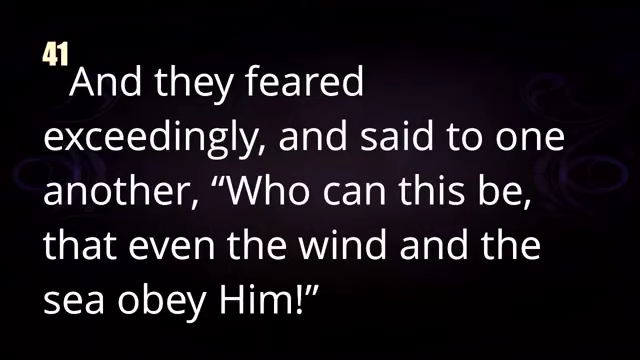 41 And they feared
exceedingly, and said to one
another, “Who can this be,
that even the wind and the
sea obey Him!”